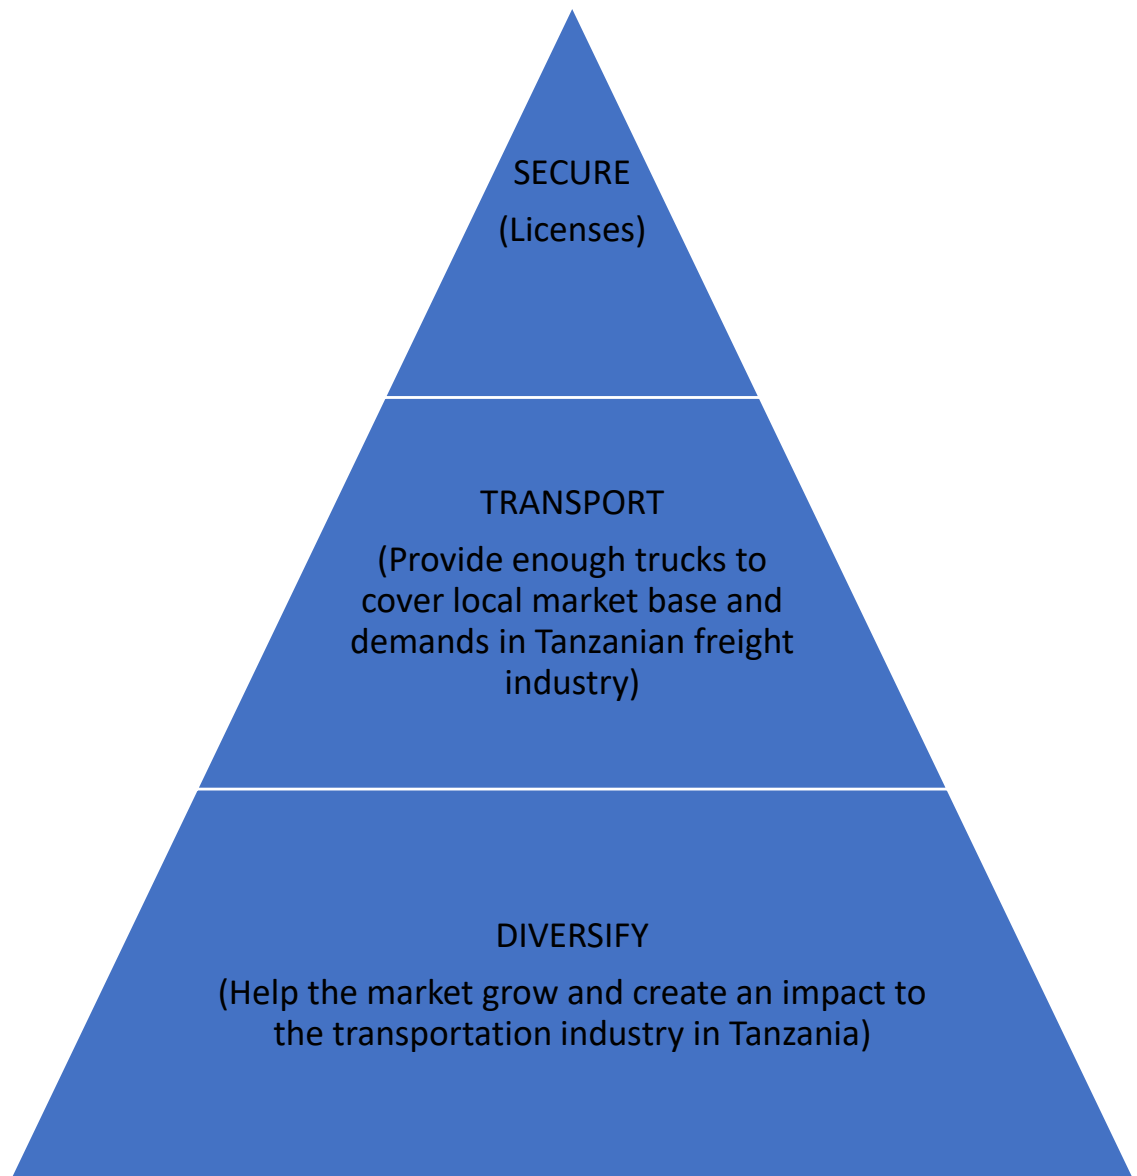 SECURE
(Licenses)
TRANSPORT
(Provide enough trucks to
cover local market base and
demands in Tanzanian freight
industry)
DIVERSIFY
(Help the market grow and create an impact to
the transportation industry in Tanzania)